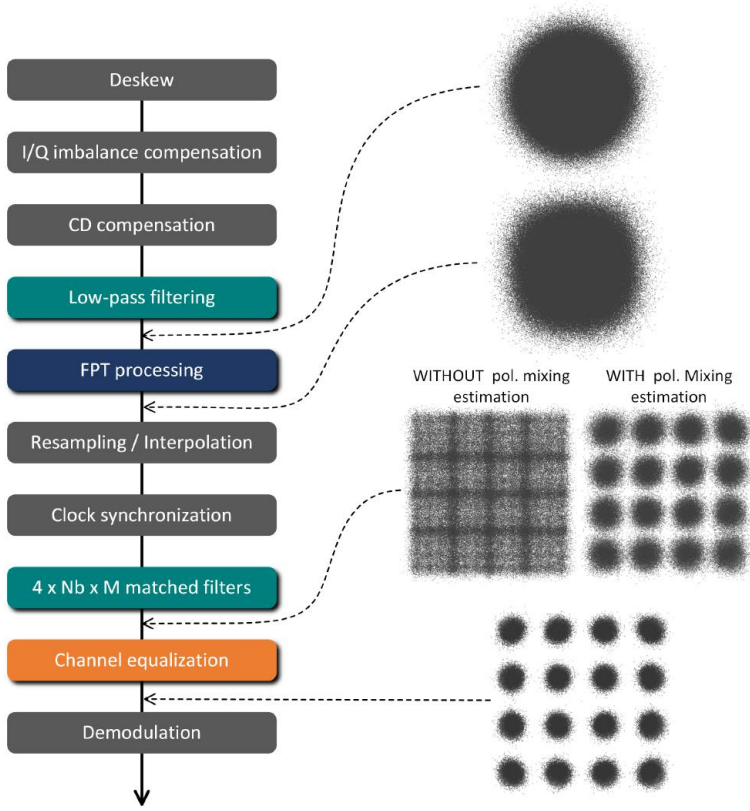 Deskew
I/Q imbalance compensation
CD compensation
Low-pass filtering
FPT processing
Resampling / Interpolation
Clock synchronization
4 x Nb x M matched filters
Channel equalization
Demodulation
WITHOUT pol. mixing
estimation
WITH pol. Mixing
estimation